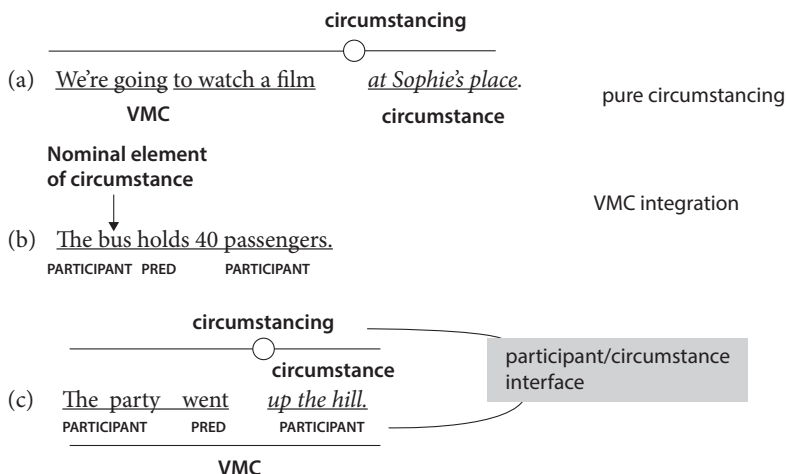 circumstancing
(a) We're going to watch a film at Sophie's place.
pure circumstancing
VMC circumstance
Nominal element
of circumstance
VMC integration
(b) The bus holds 40 passengers.
PARTICIPANT PRED PARTICIPANT
circumstancing
participant/circumstance
interface
circumstance
(c) The party went up the hill.
PARTICIPANT PRED PARTICIPANT
VMC